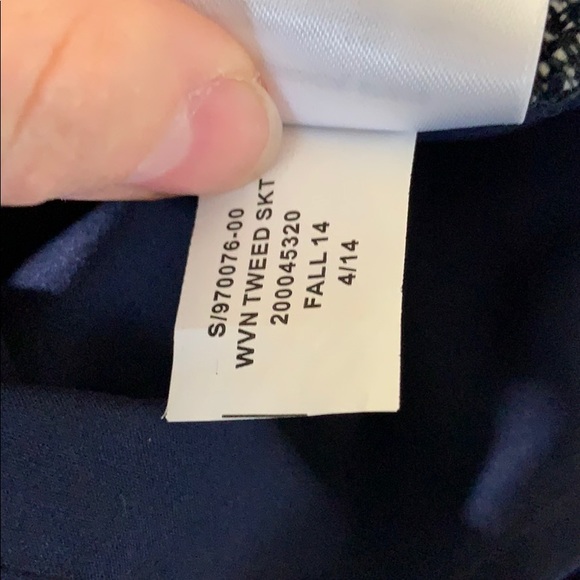 S/970076-00
WVN TWEED SKT
200045320
FALL 14
4/14